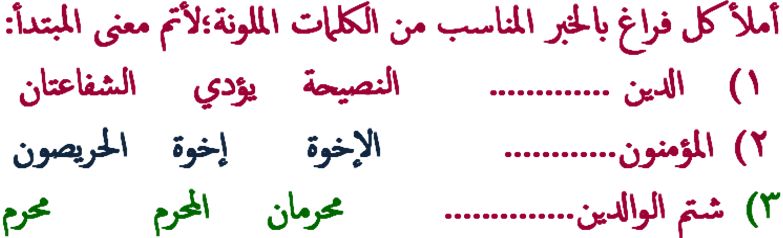 أملأ كل فراغ بالخبر المناسب من الكلمات الملونة؛لأتم معنى المبتدأ:
١) الدين ............. النصيحة يؤدي الشفاعتان
٢) المؤمنون............ الإخوة إخوة الحريصون
٣) شتم الوالدين.............. محرمان المحرم محرم